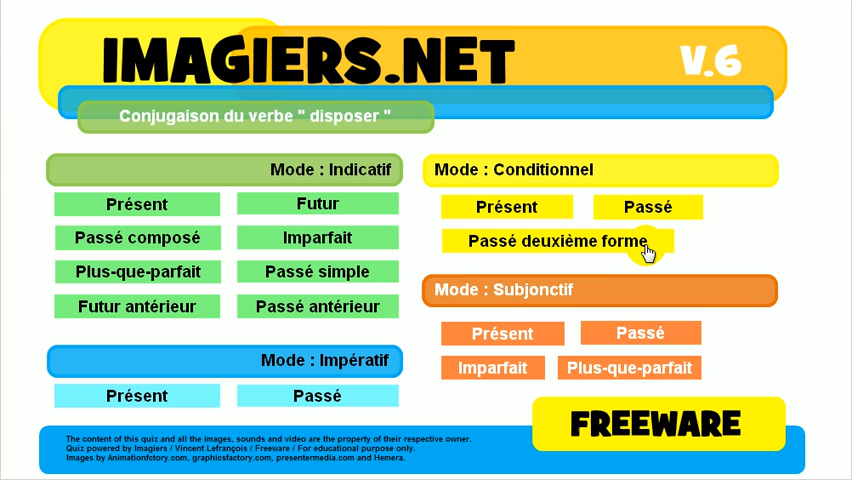 IMAGIERS.NET
V.6
Conjugaison du verbe " disposer "
Mode : Indicatif
Présent
Futur
Passé composé
Imparfait
Plus-que-parfait
Passé simple
Futur antérieur
Passé antérieur
Mode : Impératif
Présent
Passé
Mode : Conditionnel
Présent
Passé
Passé deuxième forme
Mode : Subjonctif
Présent
Passé
Imparfait
Plus-que-parfait
FREEWARE
The content of this quiz and all the images, sounds and video are the property of their respective owner.
Quiz powered by Imagiers / Vincent Lefrançois / Freeware / For educational purpose only.
Images by Animationfctory.com, graphicsfactory.com, presentermedia.com and Hemera.